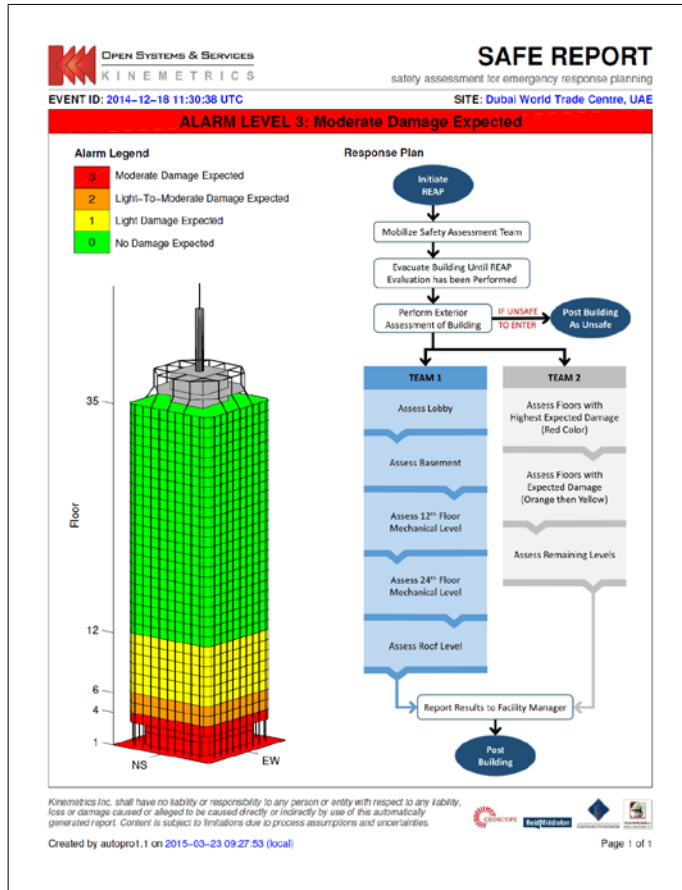 OPEN SYSTEMS & SERVICES
KINEMETRICS
SAFE REPORT
safety assessment for emergency response planning
EVENT ID: 2014-12-18 11:30:38 UTC
SITE: Dubai World Trade Centre, UAE
ALARM LEVEL 3: Moderate Damage Expected
Alarm Legend
3 Moderate Damage Expected
2 Light-To-Moderate Damage Expected
1 Light Damage Expected
0 No Damage Expected
35
12
6
4
1
Floor
NS
EW
Response Plan
Initiate
REAP
Mobilize Safety Assessment Team
Evacuate Building Until REAP
Evaluation has been Performed
Perform Exterior
Assessment of Building
IF UNSAFE
TO ENTER
Post Building
As Unsafe
TEAM 1
Assess Lobby
Assess Basement
Assess 12th Floor
Mechanical Level
Assess 24th Floor
Mechanical Level
Assess Roof Level
TEAM 2
Assess Floors with
Highest Expected Damage
(Red Color)
Assess Floors with
Expected Damage
(Orange then Yellow)
Assess Remaining Levels
Report Results to Facility Manager
Post
Building
Kinemetrics Inc. shall have no liability or responsibility to any person or entity with respect to any liability,
loss or damage caused or alleged to be caused directly or indirectly by use of this automatically
generated report. Content is subject to limitations due to process assumptions and uncertainties.
ReidMiddleton
Created by autopro1.1 on 2015-03-23 09:27:53 (local)
Page 1 of 1